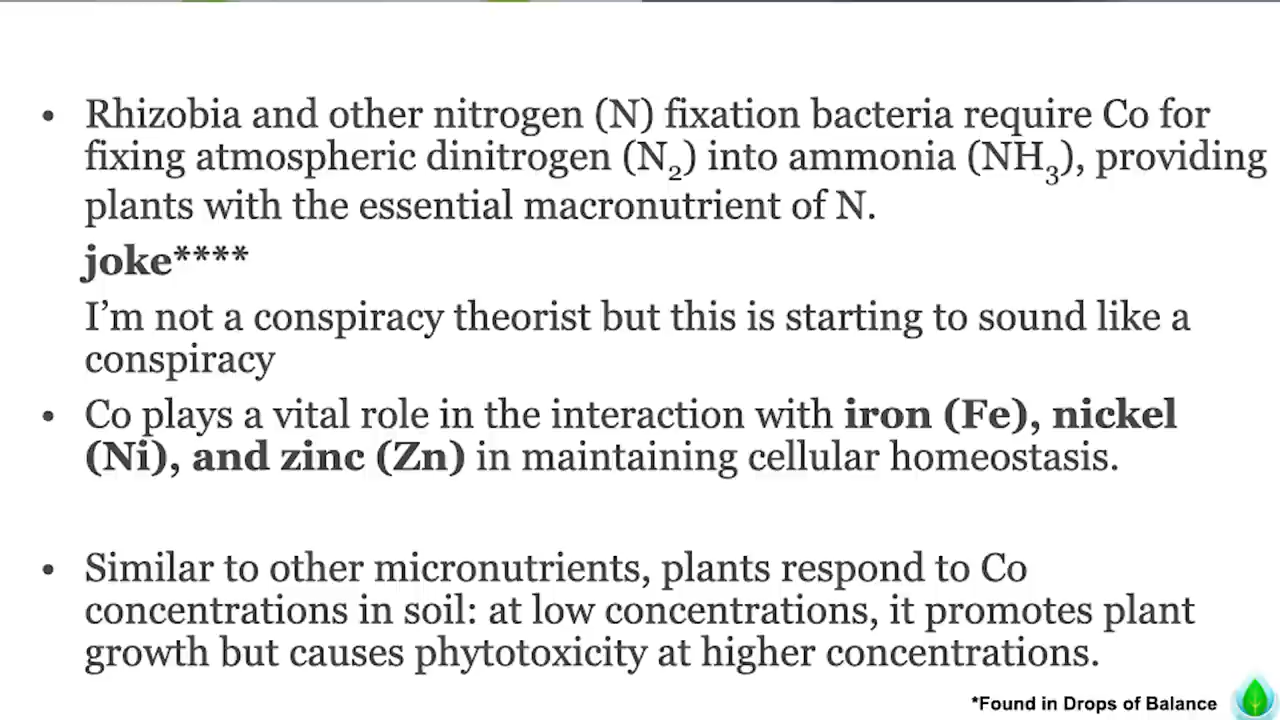 • Rhizobia and other nitrogen (N) fixation bacteria require Co for
fixing atmospheric dinitrogen (N₂) into ammonia (NH₃), providing
plants with the essential macronutrient of N.
joke****
I’m not a conspiracy theorist but this is starting to sound like a
conspiracy
• Co plays a vital role in the interaction with iron (Fe), nickel
(Ni), and zinc (Zn) in maintaining cellular homeostasis.
• Similar to other micronutrients, plants respond to Co
concentrations in soil: at low concentrations, it promotes plant
growth but causes phytotoxicity at higher concentrations.
*Found in Drops of Balance